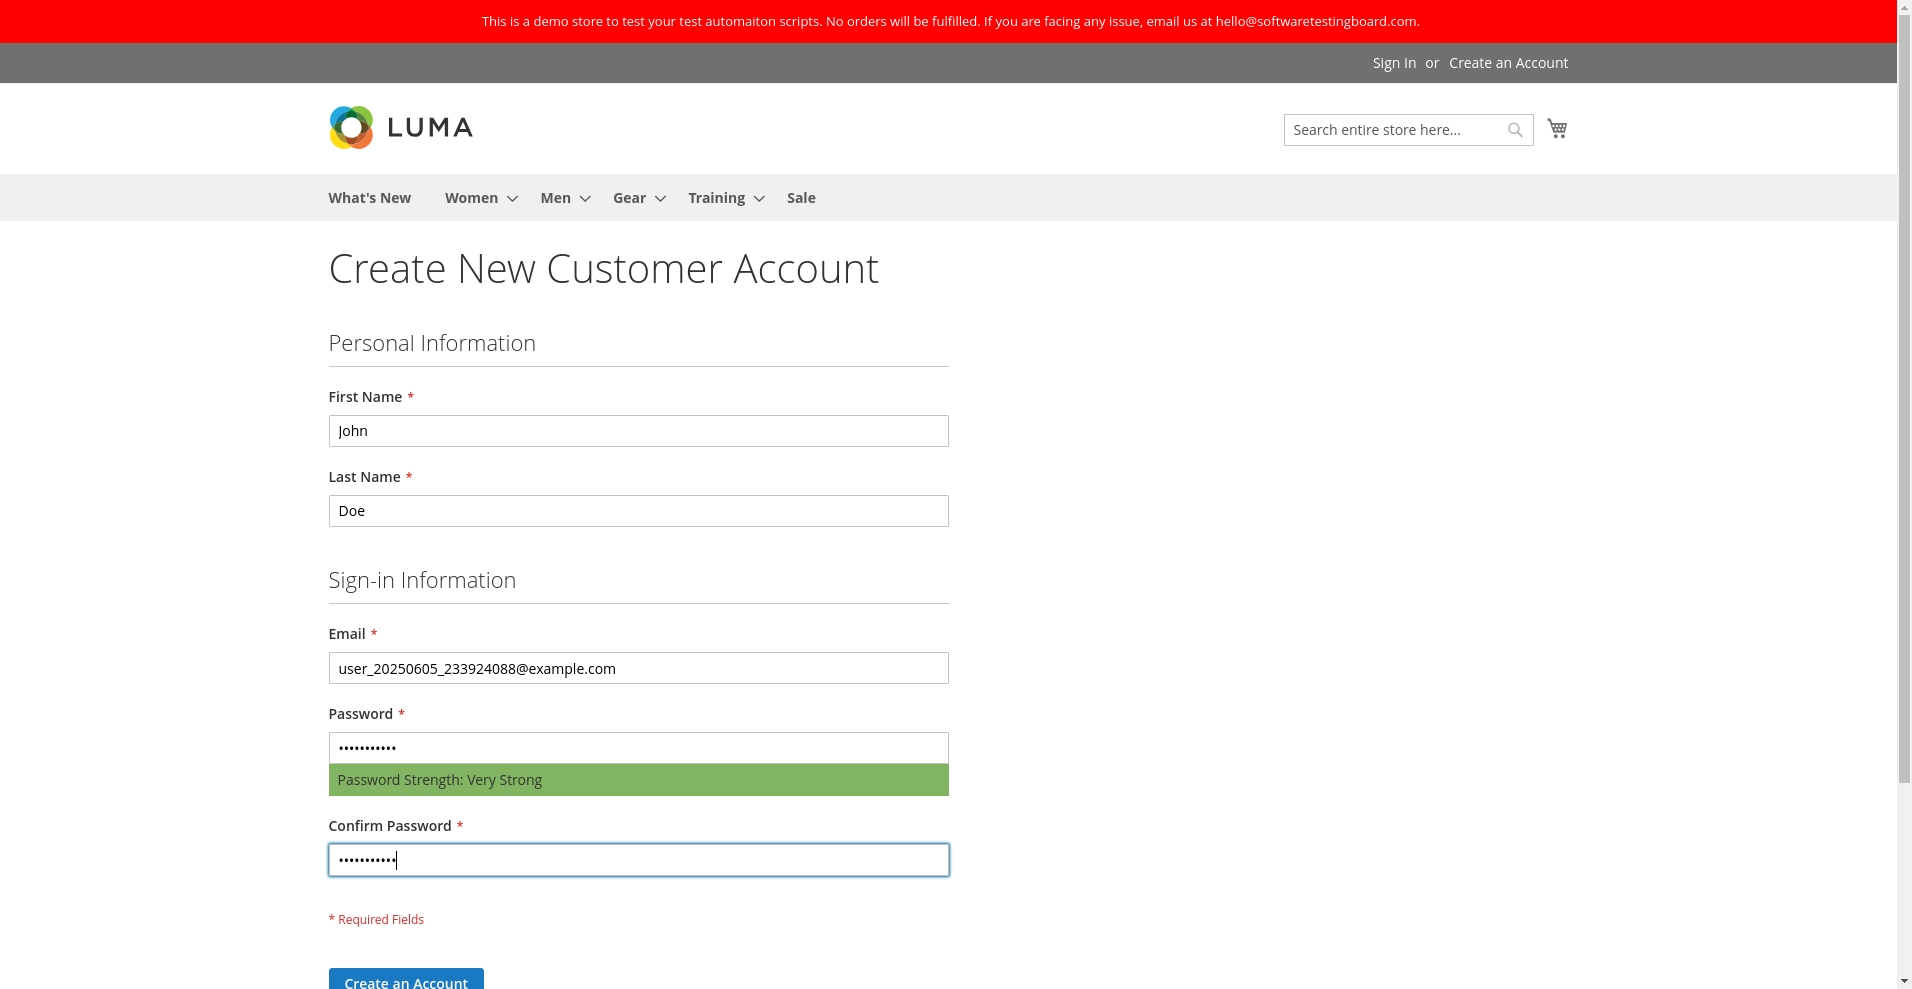 This is a demo store to test your test automaiton scripts. No orders will be fulfilled. If you are facing any issue, email us at hello@softwaretestingboard.com.
Sign In or Create an Account
LUMA
Search entire store here...
What's New Women Men Gear Training Sale
Create New Customer Account
Personal Information
First Name *
John
Last Name *
Doe
Sign-in Information
Email *
user_20250605_233924088@example.com
Password *
•••••••••••
Password Strength: Very Strong
Confirm Password *
•••••••••••
* Required Fields
Create an Account